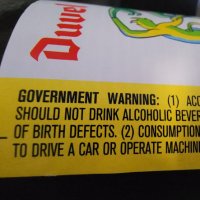 Duve
GOVERNMENT WARNING: (1) ACC
SHOULD NOT DRINK ALCOHOLIC BEVER
OF BIRTH DEFECTS. (2) CONSUMPTION
TO DRIVE A CAR OR OPERATE MACHIN